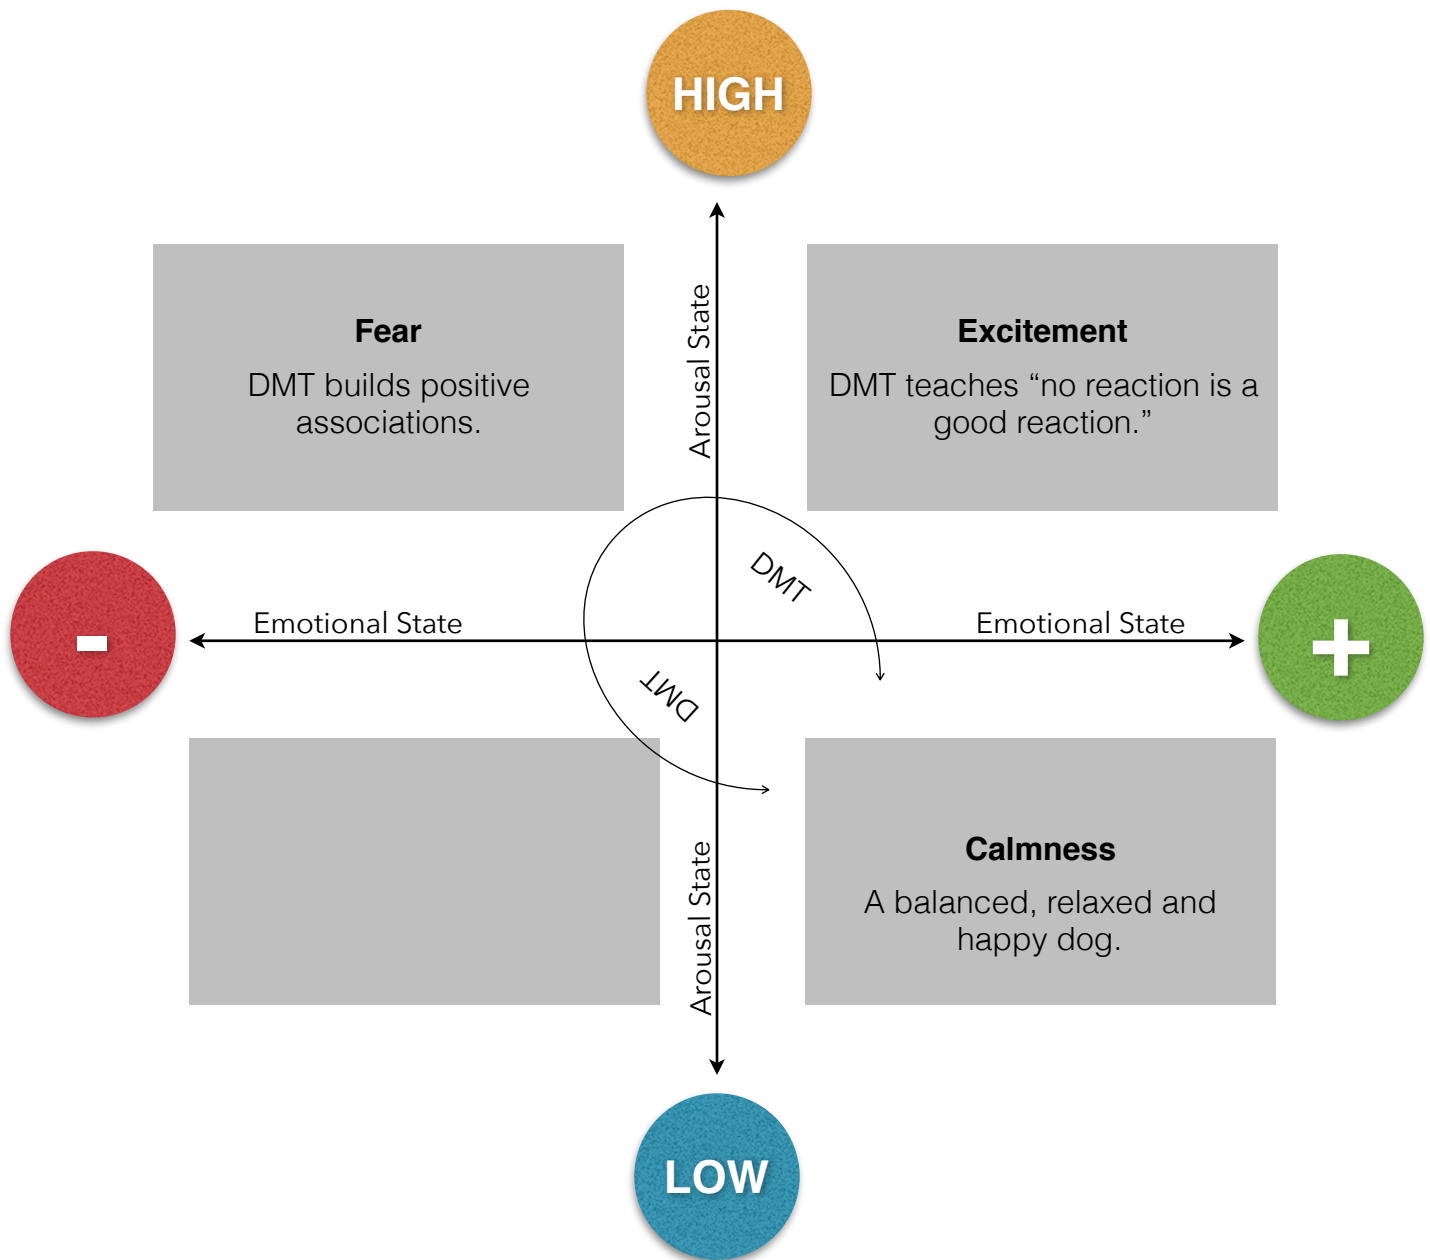 HIGH
Arousal State
Fear
DMT builds positive
associations.
Excitement
DMT teaches “no reaction is a
good reaction.”
DMT
-
Emotional State
Emotional State
+
DMT
Arousal State
Calmness
A balanced, relaxed and
happy dog.
LOW